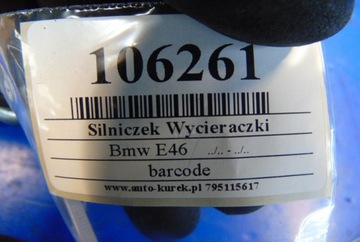 106261
Silniczek Wycieraczki
Bmw E46 ../.. - ../..
barcode
www.auto-kurek.pl 795115617